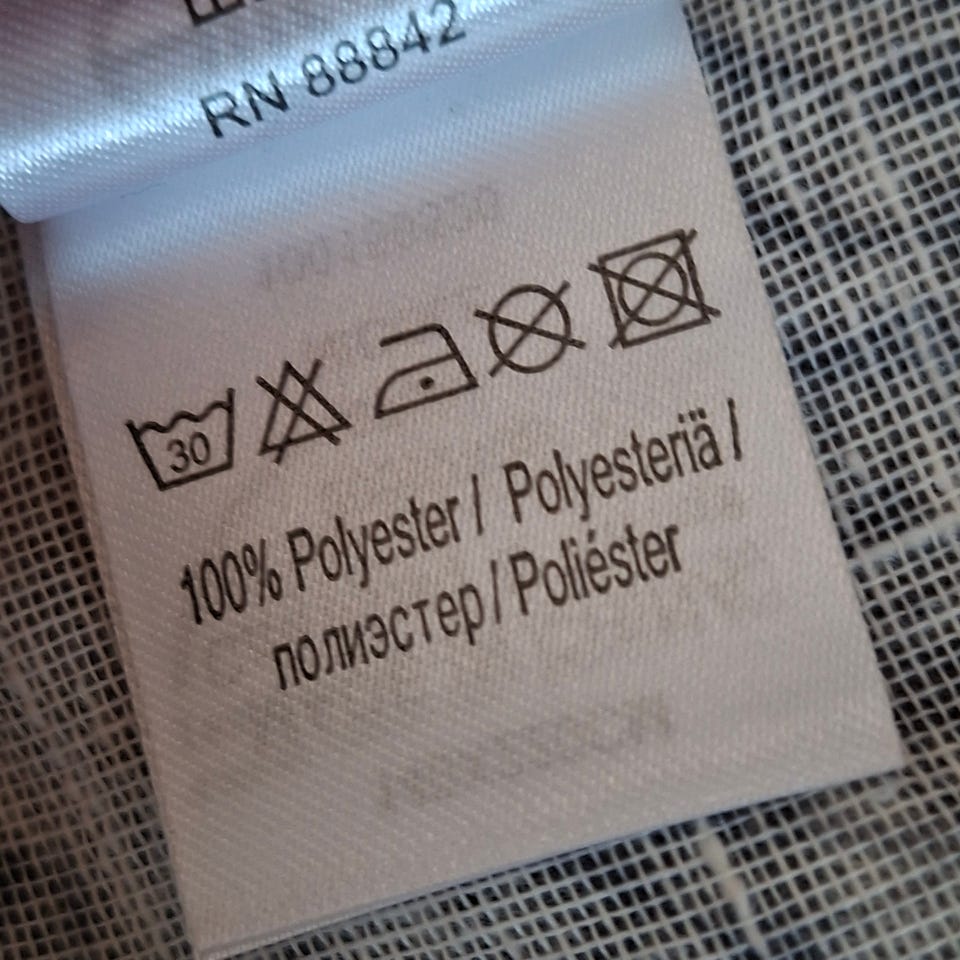 RN 88842
30
100% Polyester / Polyesteriä /
полиэстер / Poliéster